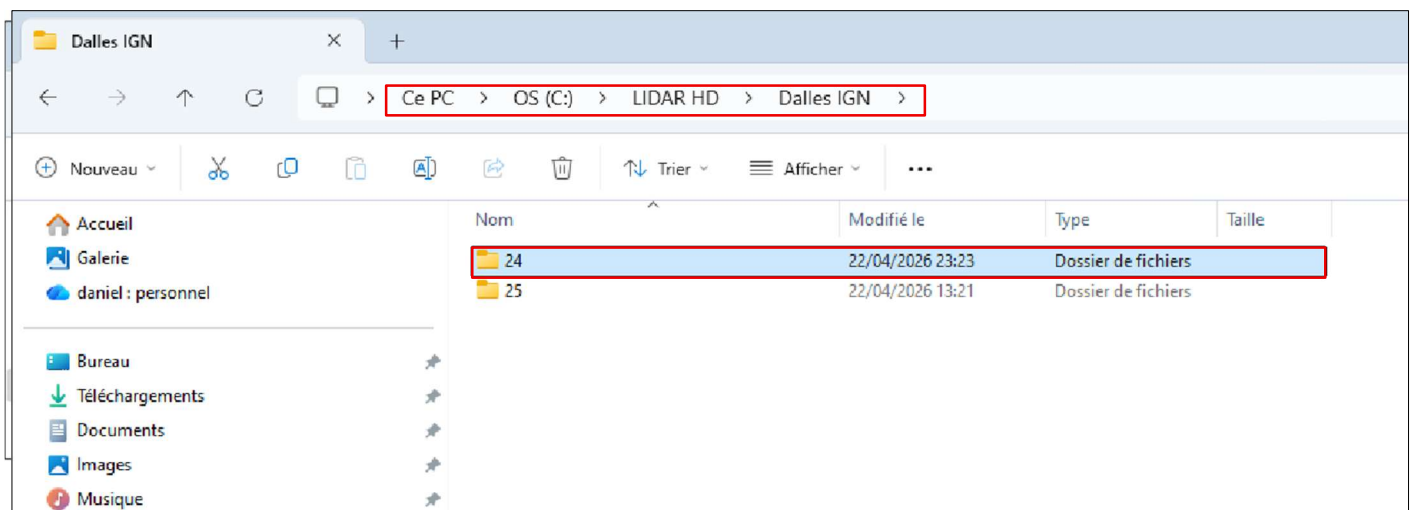 Dalles IGN
Ce PC > OS (C:) > LIDAR HD > Dalles IGN >
Nouveau Trier Afficher ...
Accueil
Galerie
daniel : personnel
Bureau
Téléchargements
Documents
Images
Musique
Nom Modifié le Type Taille
24 22/04/2026 23:23 Dossier de fichiers
25 22/04/2026 13:21 Dossier de fichiers